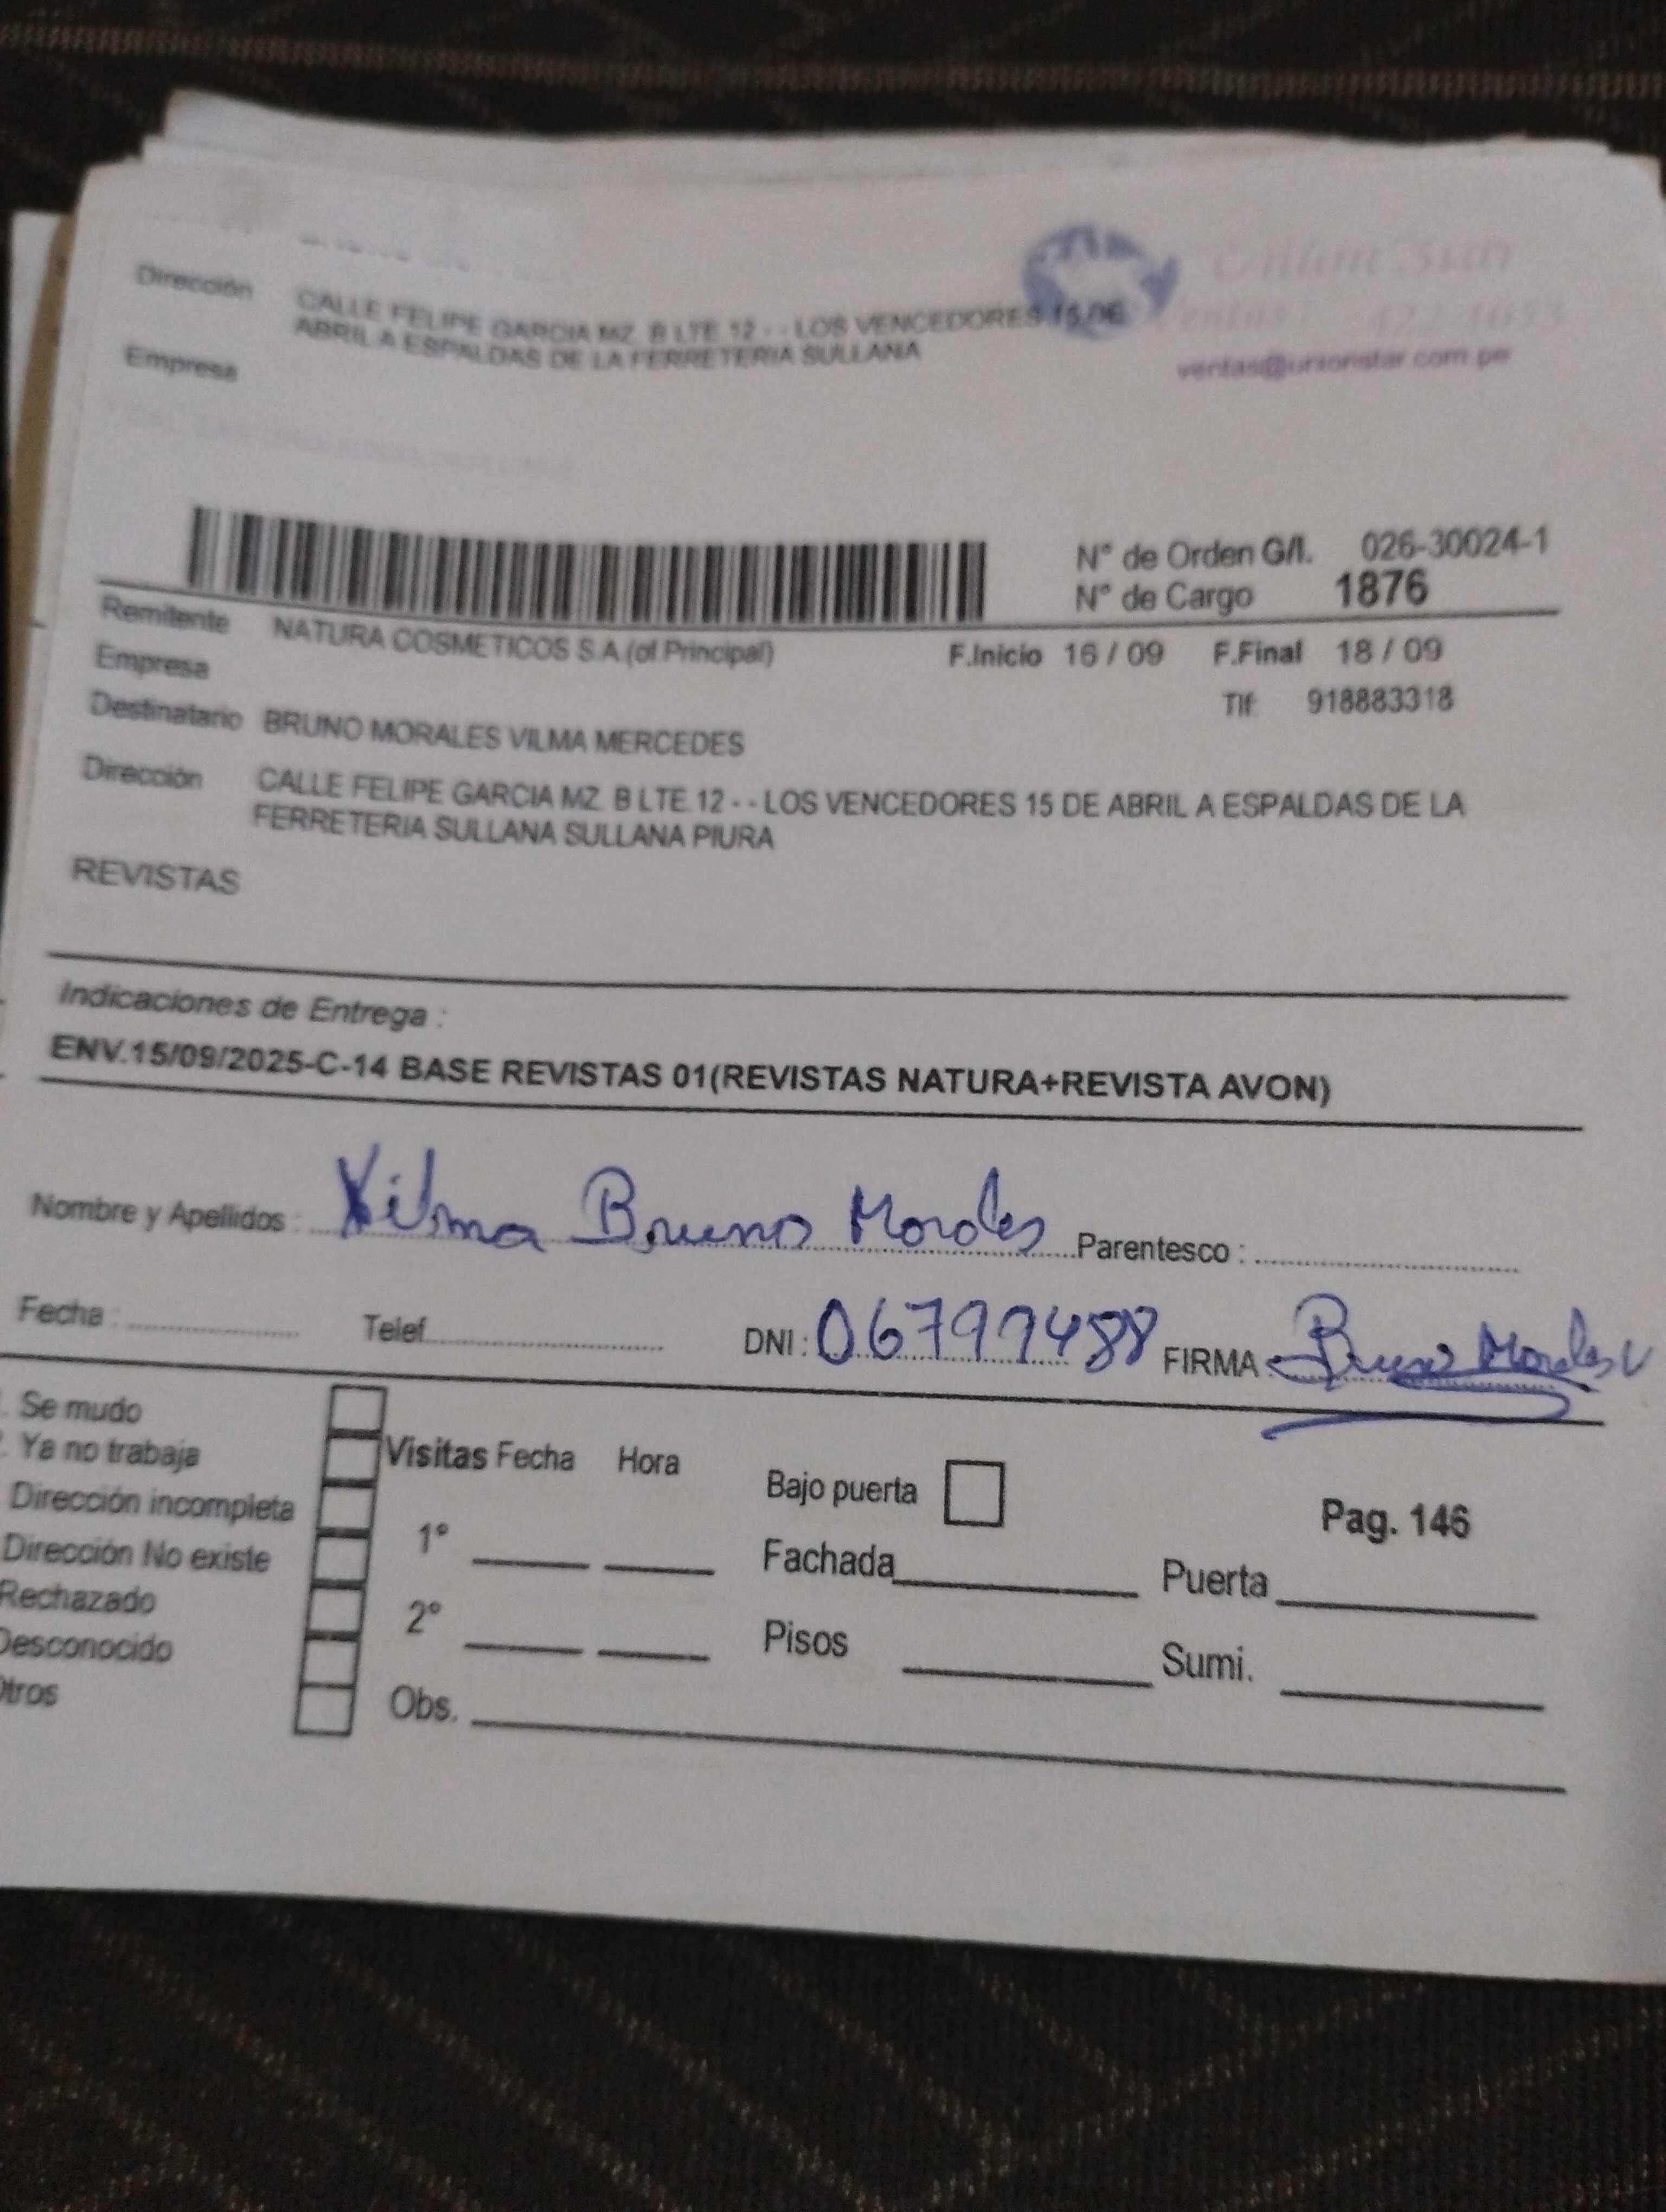 Dirección CALLE FELIPE GARCIA MZ. B LTE.12 - - LOS VENCEDORES 15 DE
ABRIL A ESPALDAS DE LA FERRETERIA SULLANA
Empresa
ventas@unionstar.com.pe
N° de Orden G/I. 026-30024-1
N° de Cargo 1876
Remitente NATURA COSMETICOS S.A.(of.Principal) F.Inicio 16 / 09 F.Final 18 / 09
Empresa
Tlf: 918883318
Destinatario BRUNO MORALES VILMA MERCEDES
Dirección CALLE FELIPE GARCIA MZ. B LTE.12 - - LOS VENCEDORES 15 DE ABRIL A ESPALDAS DE LA
FERRETERIA SULLANA SULLANA PIURA
REVISTAS
Indicaciones de Entrega :
ENV.15/09/2025-C-14 BASE REVISTAS 01(REVISTAS NATURA+REVISTA AVON)
Nombre y Apellidos : Vilma Bruno Morales Parentesco :
Fecha : Telef. DNI : 06799488 FIRMA Bruno Morales V
. Se mudo
. Ya no trabaja
Dirección incompleta
Dirección No existe
Rechazado
Desconocido
Otros
Visitas Fecha Hora
1°
2°
Obs.
Bajo puerta
Pag. 146
Fachada Puerta
Pisos Sumi.